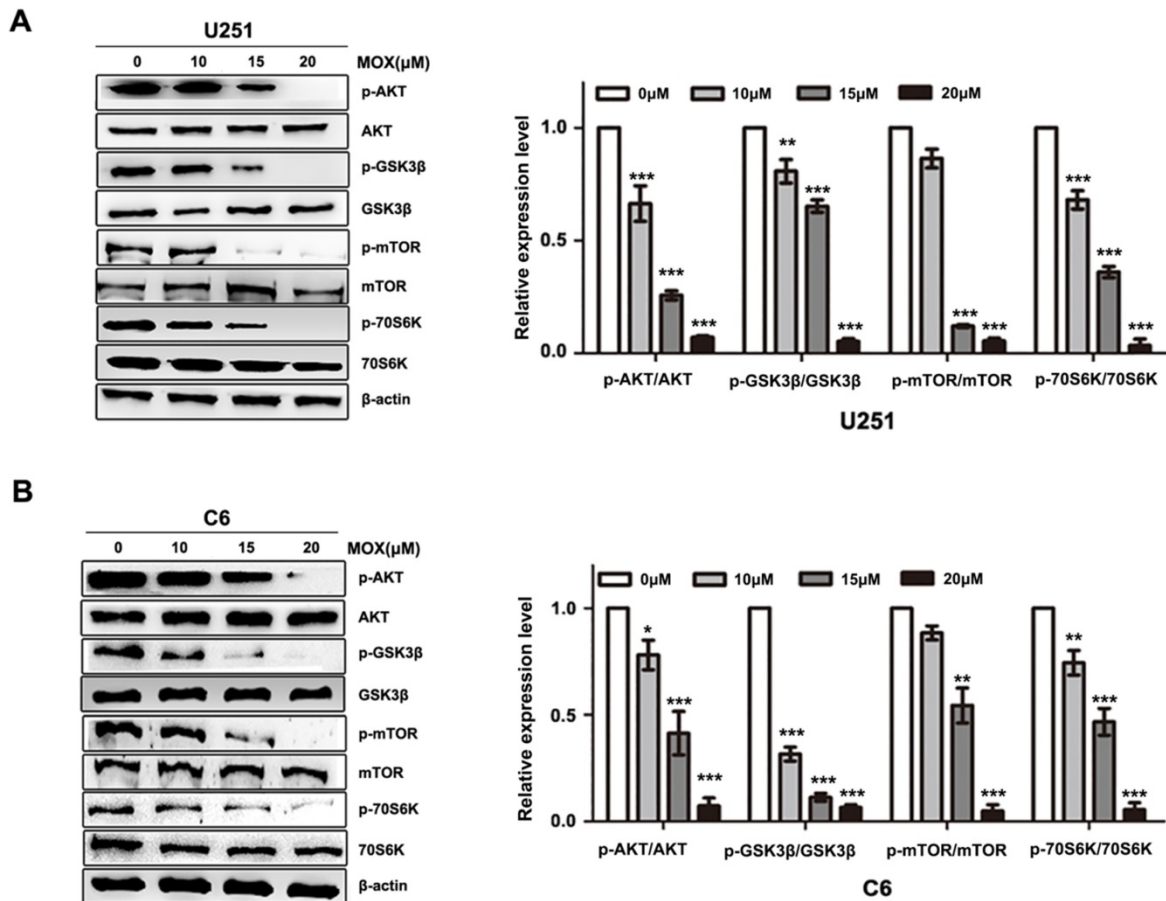 A
U251
0 10 15 20 MOX(μM)
p-AKT
AKT
p-GSK3β
GSK3β
p-mTOR
mTOR
p-70S6K
70S6K
β-actin
0μM 10μM 15μM 20μM
Relative expression level
1.0
0.5
0.0
*** *** ***
** *** ***
*** ***
*** *** ***
p-AKT/AKT p-GSK3β/GSK3β p-mTOR/mTOR p-70S6K/70S6K
U251
B
C6
0 10 15 20 MOX(μM)
p-AKT
AKT
p-GSK3β
GSK3β
p-mTOR
mTOR
p-70S6K
70S6K
β-actin
0μM 10μM 15μM 20μM
Relative expression level
1.0
0.5
0.0
* *** ***
*** *** ***
** ***
** *** ***
p-AKT/AKT p-GSK3β/GSK3β p-mTOR/mTOR p-70S6K/70S6K
C6